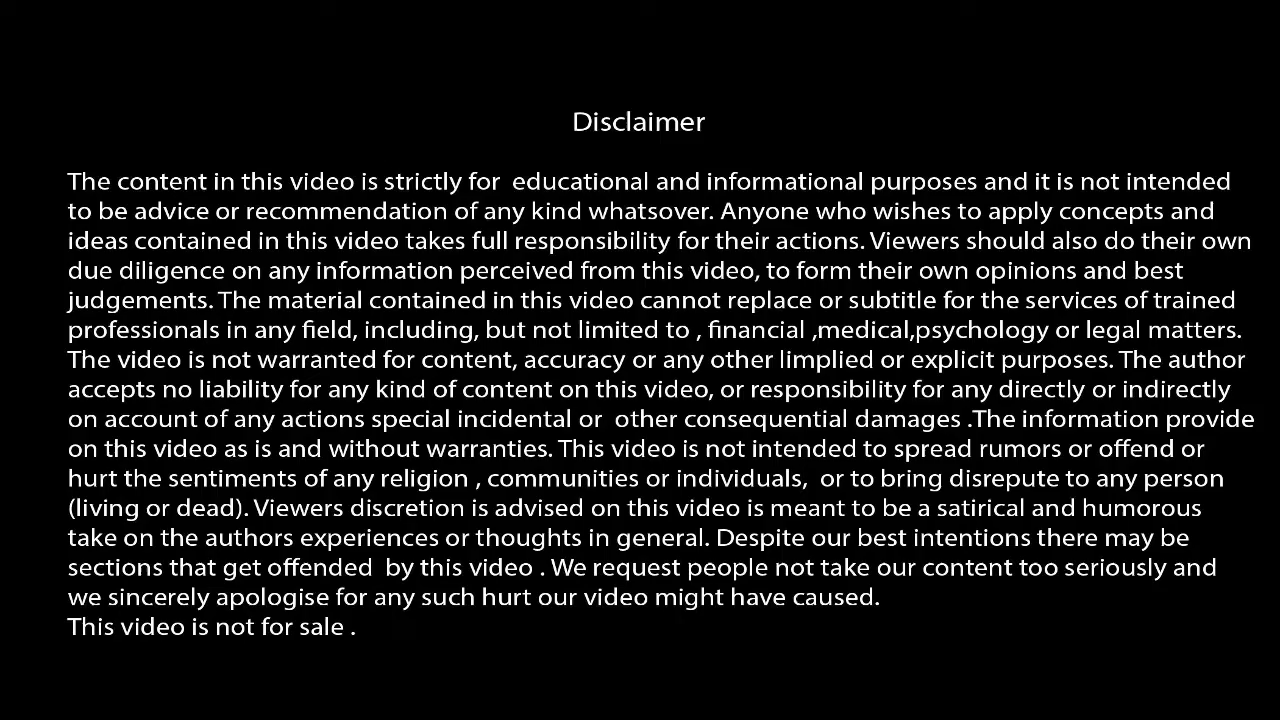 Disclaimer
The content in this video is strictly for  educational and informational purposes and it is not intended
to be advice or recommendation of any kind whatsover. Anyone who wishes to apply concepts and
ideas contained in this video takes full responsibility for their actions. Viewers should also do their own
due diligence on any information perceived from this video, to form their own opinions and best
judgements. The material contained in this video cannot replace or subtitle for the services of trained
professionals in any field, including, but not limited to , financial ,medical,psychology or legal matters.
The video is not warranted for content, accuracy or any other limplied or explicit purposes. The author
accepts no liability for any kind of content on this video, or responsibility for any directly or indirectly
on account of any actions special incidental or  other consequential damages .The information provide
on this video as is and without warranties. This video is not intended to spread rumors or offend or
hurt the sentiments of any religion , communities or individuals,  or to bring disrepute to any person
(living or dead). Viewers discretion is advised on this video is meant to be a satirical and humorous
take on the authors experiences or thoughts in general. Despite our best intentions there may be
sections that get offended  by this video . We request people not take our content too seriously and
we sincerely apologise for any such hurt our video might have caused.
This video is not for sale .